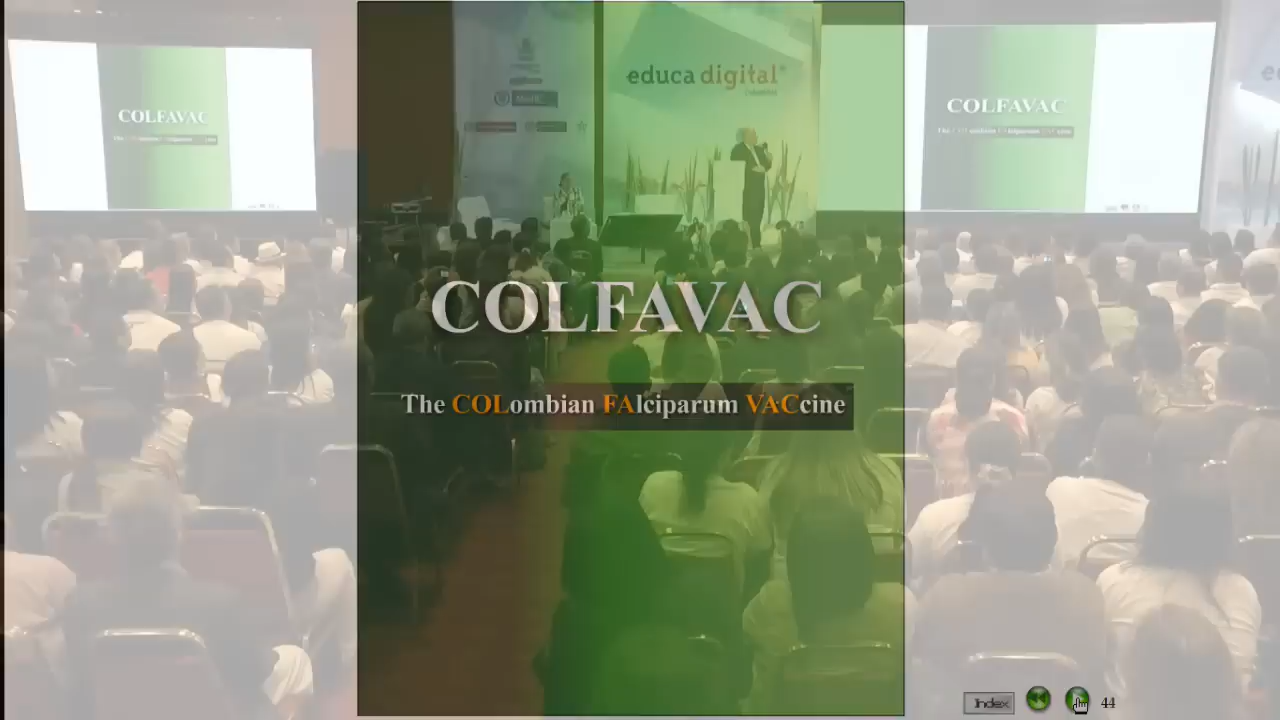 COLFAVAC
COLFAVAC
educa digital
COLFAVAC
The COLombian FAlciparum VACcine
Index
44